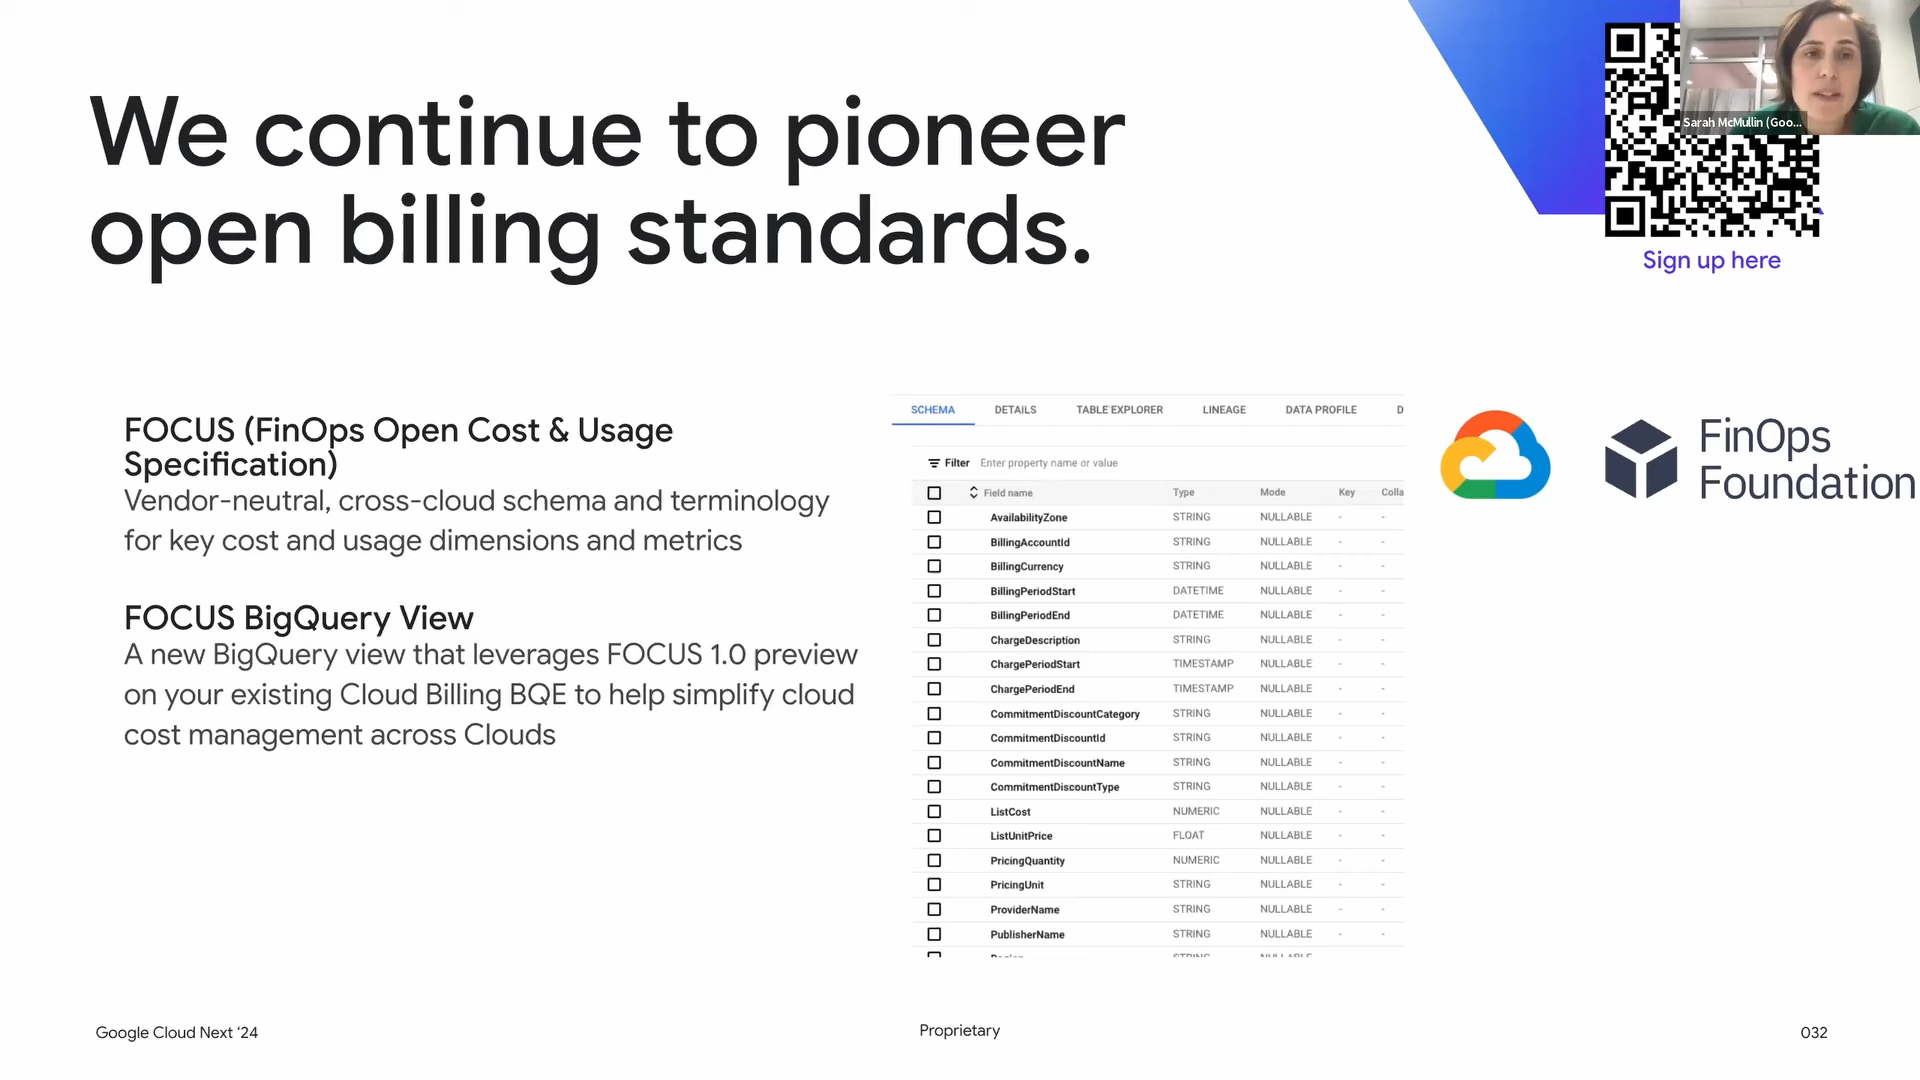 We continue to pioneer
open billing standards.
Sarah McMullin (Goo...
Sign up here
FOCUS (FinOps Open Cost & Usage
Specification)
Vendor-neutral, cross-cloud schema and terminology
for key cost and usage dimensions and metrics
FOCUS BigQuery View
A new BigQuery view that leverages FOCUS 1.0 preview
on your existing Cloud Billing BQE to help simplify cloud
cost management across Clouds
SCHEMA DETAILS TABLE EXPLORER LINEAGE DATA PROFILE D
Filter Enter property name or value
Field name Type Mode Key Colla
AvailabilityZone STRING NULLABLE - -
BillingAccountId STRING NULLABLE - -
BillingCurrency STRING NULLABLE - -
BillingPeriodStart DATETIME NULLABLE - -
BillingPeriodEnd DATETIME NULLABLE - -
ChargeDescription STRING NULLABLE - -
ChargePeriodStart TIMESTAMP NULLABLE - -
ChargePeriodEnd TIMESTAMP NULLABLE - -
CommitmentDiscountCategory STRING NULLABLE - -
CommitmentDiscountId STRING NULLABLE - -
CommitmentDiscountName STRING NULLABLE - -
CommitmentDiscountType STRING NULLABLE - -
ListCost NUMERIC NULLABLE - -
ListUnitPrice FLOAT NULLABLE - -
PricingQuantity NUMERIC NULLABLE - -
PricingUnit STRING NULLABLE - -
ProviderName STRING NULLABLE - -
PublisherName STRING NULLABLE - -
FinOps
Foundation
Google Cloud Next ‘24
Proprietary
032